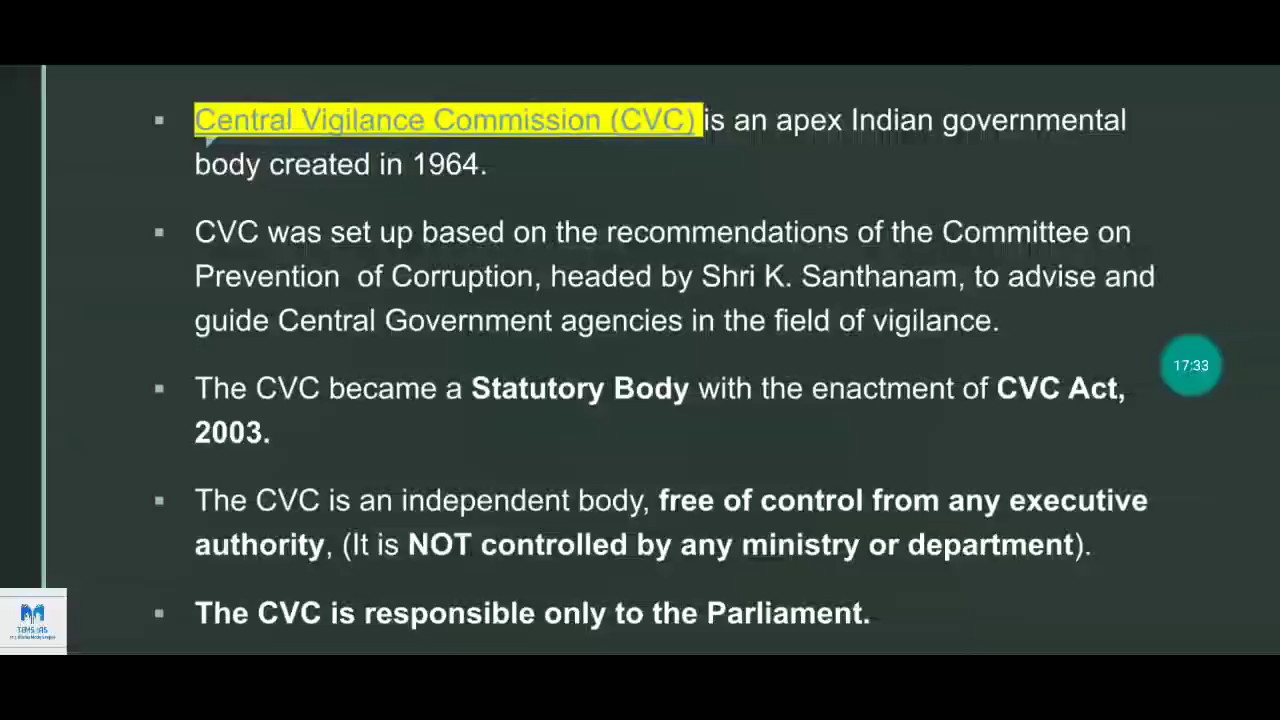 ▪ Central Vigilance Commission (CVC) is an apex Indian governmental
body created in 1964.
▪ CVC was set up based on the recommendations of the Committee on
Prevention of Corruption, headed by Shri K. Santhanam, to advise and
guide Central Government agencies in the field of vigilance.
▪ The CVC became a Statutory Body with the enactment of CVC Act,
2003.
▪ The CVC is an independent body, free of control from any executive
authority, (It is NOT controlled by any ministry or department).
▪ The CVC is responsible only to the Parliament.
17:33